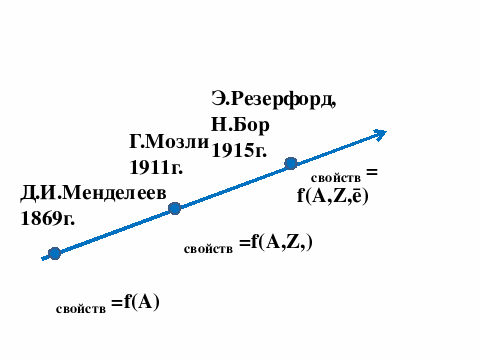 Э.Резерфорд,
Н.Бор
1915г.
Г.Мозли
1911г.
Д.И.Менделеев
1869г.
свойств =
f(A,Z,ē)
свойств =f(A,Z,)
свойств =f(A)